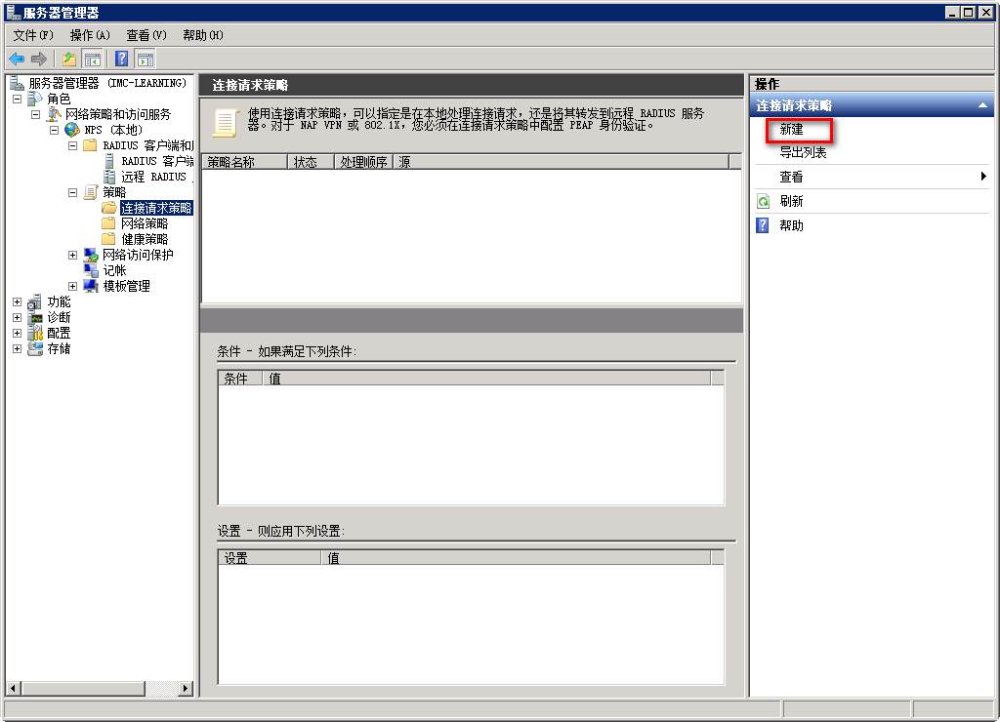 服务器管理器
文件(F) 操作(A) 查看(V) 帮助(H)
服务器管理器 (IMC-LEARNING)
角色
网络策略和访问服务
NPS (本地)
RADIUS 客户端和
RADIUS 客户端
远程 RADIUS
策略
连接请求策略
网络策略
健康策略
网络访问保护
记帐
模板管理
功能
诊断
配置
存储
连接请求策略
使用连接请求策略，可以指定是在本地处理连接请求，还是将其转发到远程 RADIUS 服务
器。对于 NAP VPN 或 802.1X，您必须在连接请求策略中配置 PEAP 身份验证。
策略名称 状态 处理顺序 源
条件 - 如果满足下列条件:
条件 值
设置 - 则应用下列设置:
设置 值
操作
连接请求策略
新建
导出列表
查看
刷新
帮助